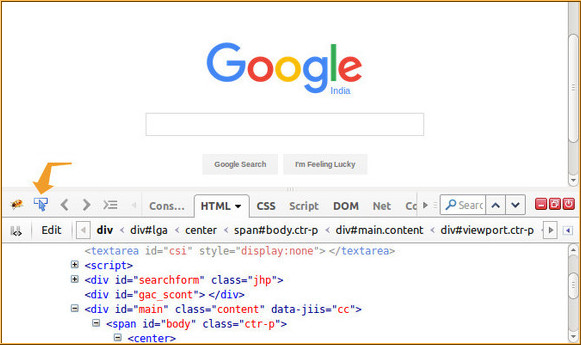 Google
India
Google Search I'm Feeling Lucky
Cons... HTML CSS Script DOM Net Co Searc
Edit div < div#lga < center < span#body.ctr-p < div#main.content < div#viewport.ctr-p <
<textarea id="csi" style="display:none"></textarea>
<script>
<div id="searchform" class="jhp">
<div id="gac_scont"></div>
<div id="main" class="content" data-jiis="cc">
<span id="body" class="ctr-p">
<center>